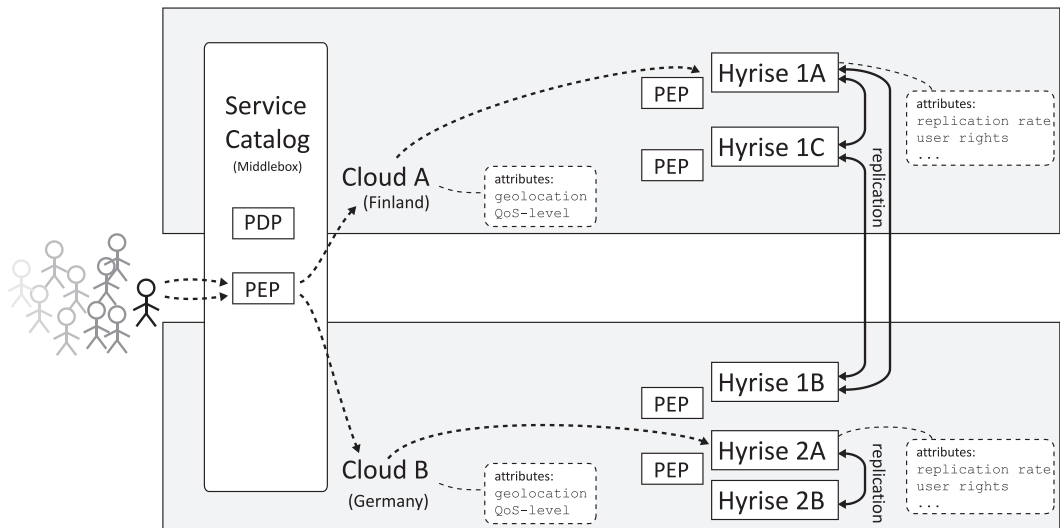 Service
Catalog
(Middlebox)
PDP
PEP
Cloud A
(Finland)
attributes:
geolocation
QoS-level
PEP
Hyrise 1A
PEP
Hyrise 1C
attributes:
replication rate
user rights
...
replication
Cloud B
(Germany)
attributes:
geolocation
QoS-level
PEP
Hyrise 1B
PEP
Hyrise 2A
Hyrise 2B
replication
attributes:
replication rate
user rights
...